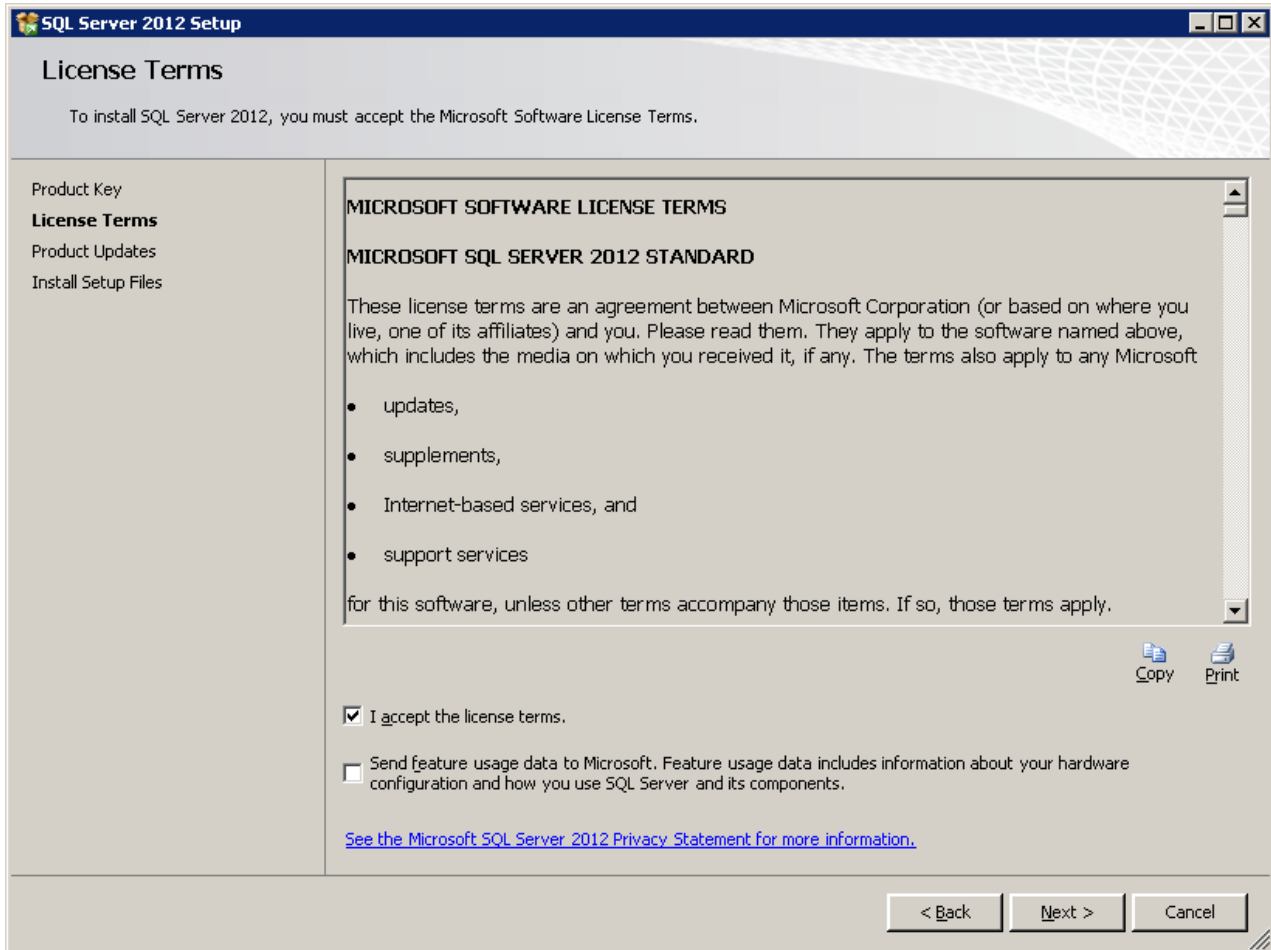 SQL Server 2012 Setup
License Terms
To install SQL Server 2012, you must accept the Microsoft Software License Terms.
Product Key
License Terms
Product Updates
Install Setup Files
MICROSOFT SOFTWARE LICENSE TERMS
MICROSOFT SQL SERVER 2012 STANDARD
These license terms are an agreement between Microsoft Corporation (or based on where you
live, one of its affiliates) and you. Please read them. They apply to the software named above,
which includes the media on which you received it, if any. The terms also apply to any Microsoft
• updates,
• supplements,
• Internet-based services, and
• support services
for this software, unless other terms accompany those items. If so, those terms apply.
Copy
Print
I accept the license terms.
Send feature usage data to Microsoft. Feature usage data includes information about your hardware
configuration and how you use SQL Server and its components.
See the Microsoft SQL Server 2012 Privacy Statement for more information.
< Back
Next >
Cancel